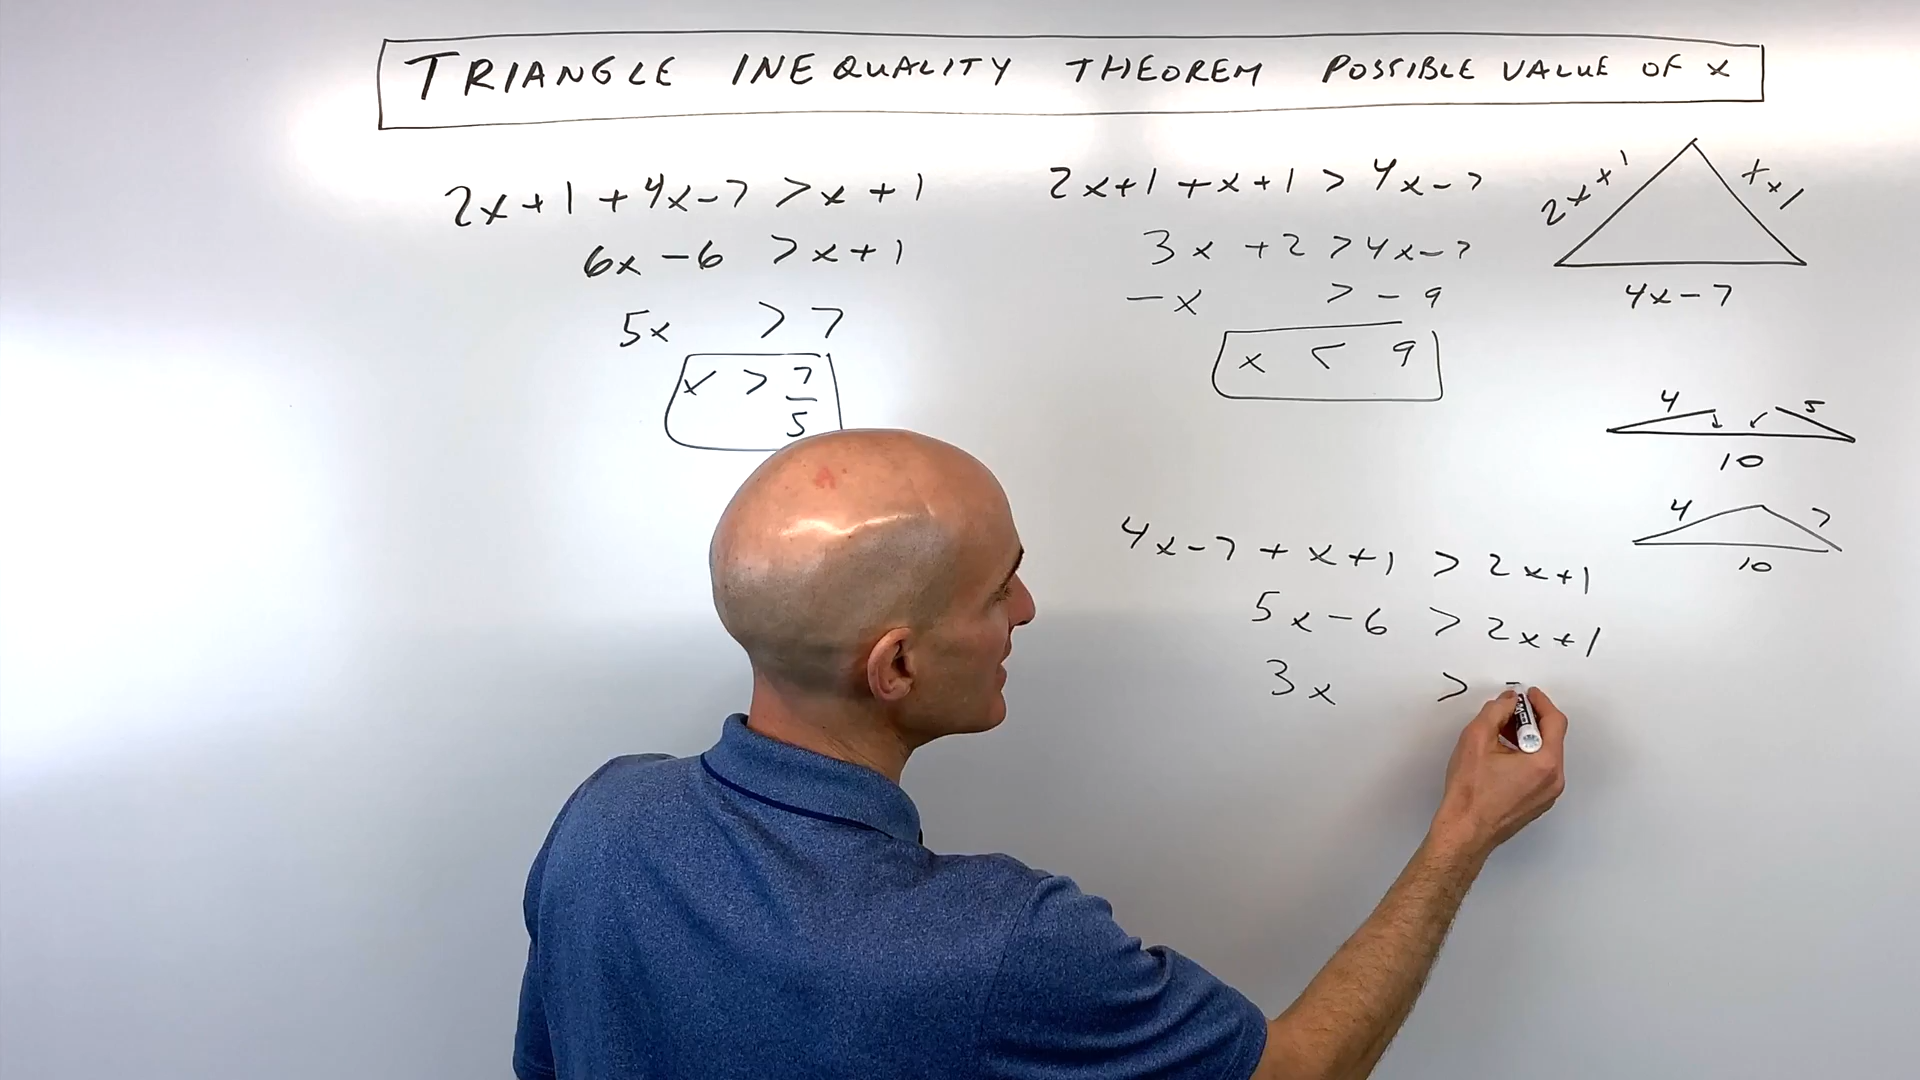 TRIANGLE INEQUALITY THEOREM POSSIBLE VALUE OF X
2x+1 +4x-7 >x+1
6x-6 >x+1
5x >7
x > 7/5
2x+1 +x+1 > 4x-7
3x +2 >4x-7
-x > -9
x < 9
2x+1
x+1
4x-7
4
5
10
4
7
10
4x-7 + x+1 > 2x+1
5x-6 > 2x+1
3x >